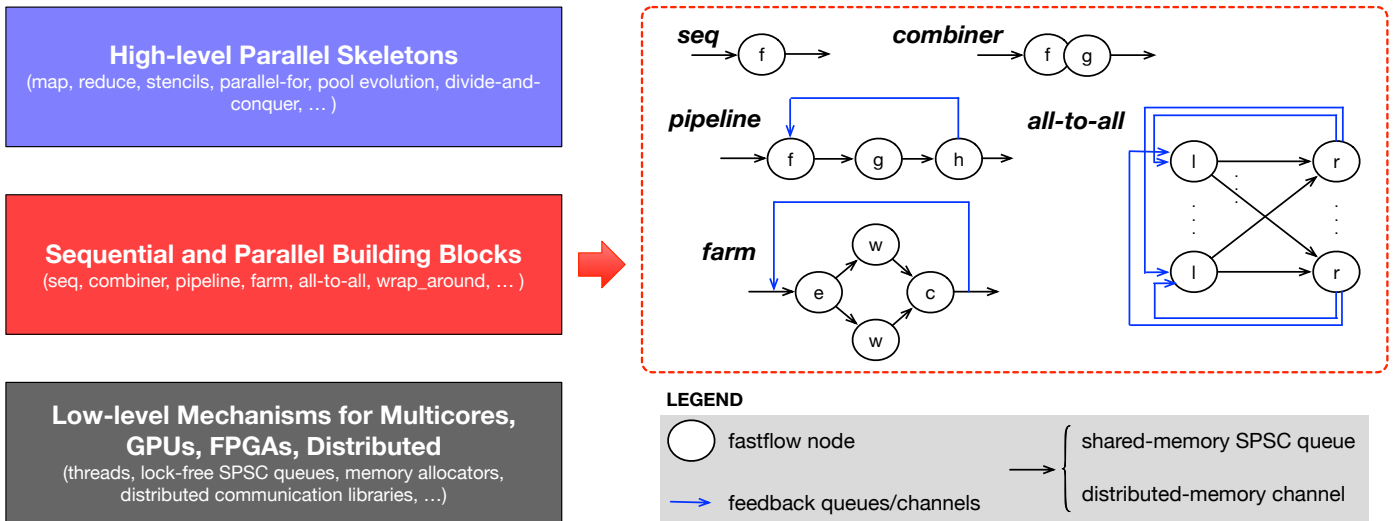 High-level Parallel Skeletons
(map, reduce, stencils, parallel-for, pool evolution, divide-and-
conquer, … )
Sequential and Parallel Building Blocks
(seq, combiner, pipeline, farm, all-to-all, wrap_around, … )
Low-level Mechanisms for Multicores,
GPUs, FPGAs, Distributed
(threads, lock-free SPSC queues, memory allocators,
distributed communication libraries, …)
seq
f
combiner
f g
pipeline
f g h
all-to-all
l r
l r
farm
w
e c
w
LEGEND
fastflow node
feedback queues/channels
shared-memory SPSC queue
distributed-memory channel